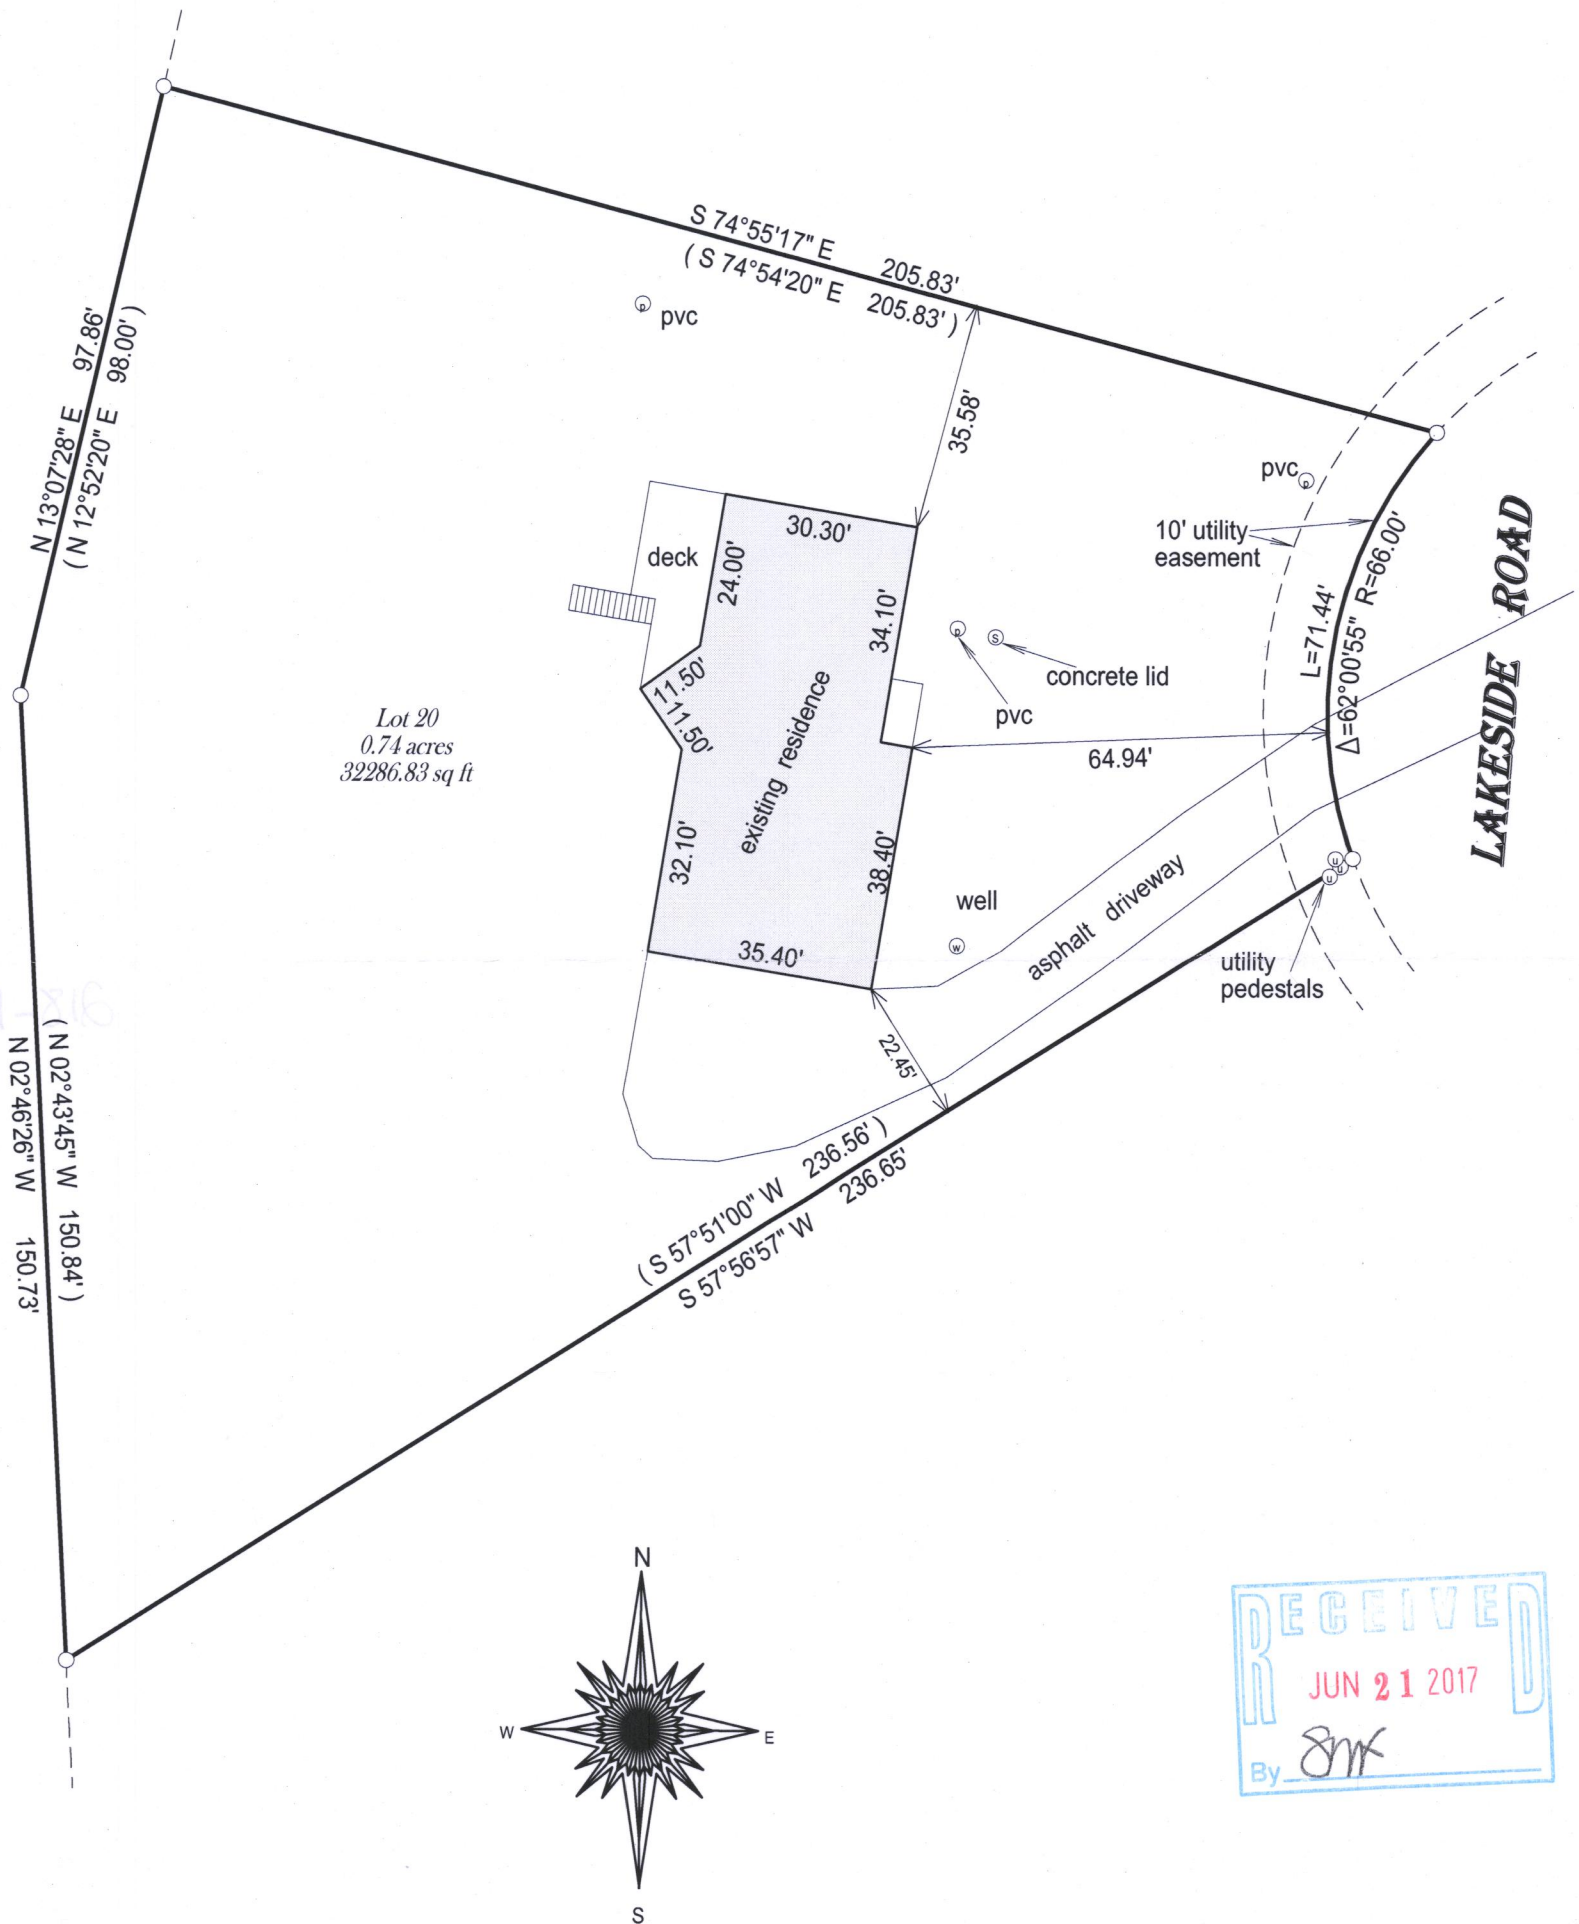 S 74°55'17" E 205.83'
( S 74°54'20" E 205.83' )
N 13°07'28" E 97.86'
( N 12°52'20" E 98.00' )
p pvc
35.58'
pvc p
10' utility
easement
L=71.44' R=66.00'
Δ=62°00'55"
LAKESIDE ROAD
30.30'
deck
24.00'
34.10'
p s
concrete lid
pvc
11.50'
11.50'
existing residence
64.94'
Lot 20
0.74 acres
32286.83 sq ft
32.10'
38.40'
35.40'
well
w
asphalt driveway
u
u
u
utility
pedestals
22.45'
( N 02°43'45" W 150.84' )
N 02°46'26" W 150.73'
( S 57°51'00" W 236.56' )
S 57°56'57" W 236.65'
N
W E
S
RECEIVED
JUN 21 2017
By